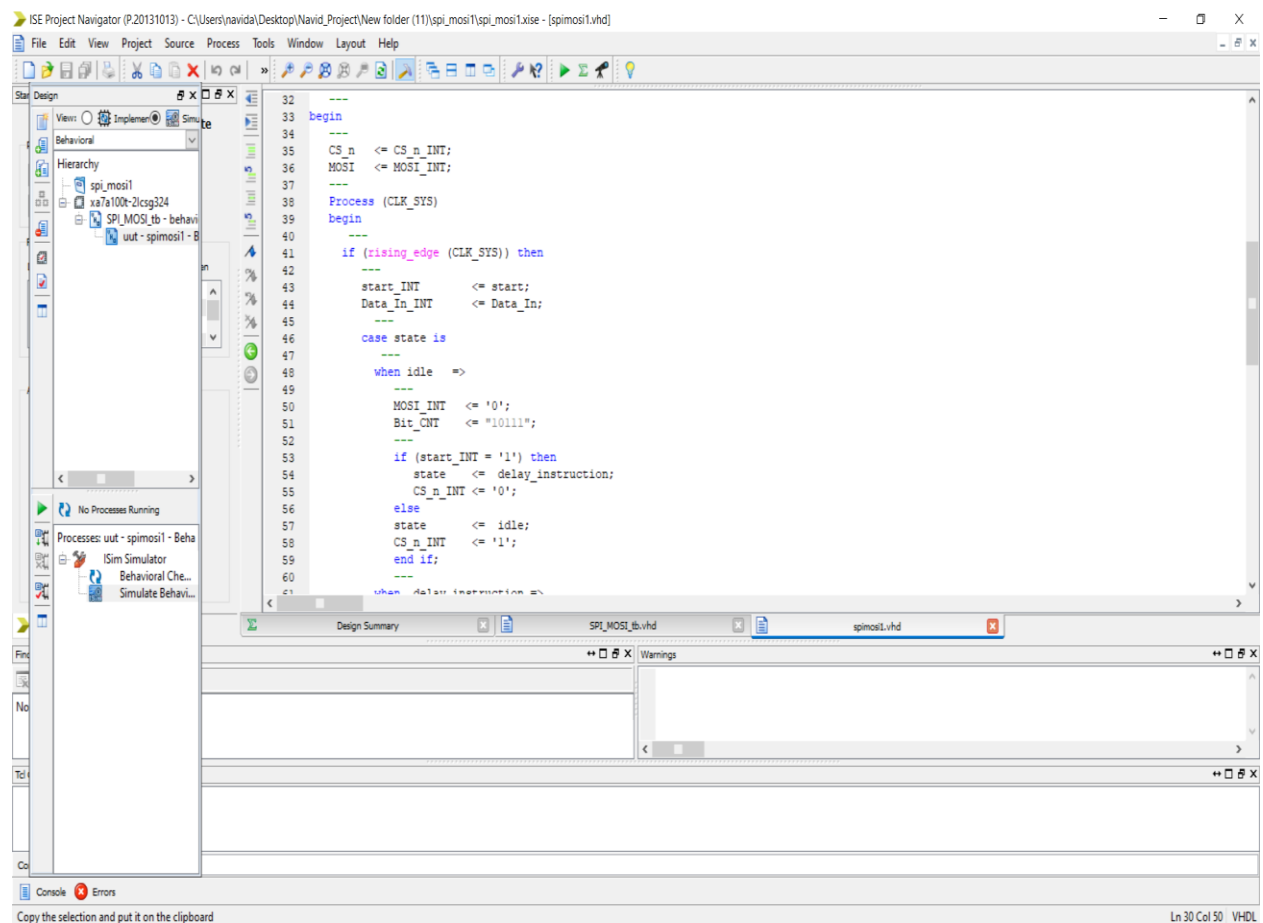 ISE Project Navigator (P.20131013) - C:\Users\navida\Desktop\Navid_Project\New folder (11)\spi_mosi1\spi_mosi1.xise - [spimosi1.vhd]
File Edit View Project Source Process Tools Window Layout Help
Design
View: Implemen Simu
Behavioral
Hierarchy
spi_mosi1
xa7a100t-2lcsg324
SPI_MOSI_tb - behavi
uut - spimosi1 - B
No Processes Running
Processes: uut - spimosi1 - Beha
ISim Simulator
Behavioral Che...
Simulate Behavi...
32 ---
33 begin
34 ---
35 CS_n <= CS_n_INT;
36 MOSI <= MOSI_INT;
37 ---
38 Process (CLK_SYS)
39 begin
40 ---
41 if (rising_edge (CLK_SYS)) then
42 ---
43 start_INT <= start;
44 Data_In_INT <= Data_In;
45 ---
46 case state is
47 ---
48 when idle =>
49 ---
50 MOSI_INT <= '0';
51 Bit_CNT <= "10111";
52 ---
53 if (start_INT = '1') then
54 state <= delay_instruction;
55 CS_n_INT <= '0';
56 else
57 state <= idle;
58 CS_n_INT <= '1';
59 end if;
60 ---
61 when delay_instruction =>
Design Summary SPI_MOSI_tb.vhd spimosi1.vhd
Warnings
Console Errors
Copy the selection and put it on the clipboard
Ln 30 Col 50 VHDL